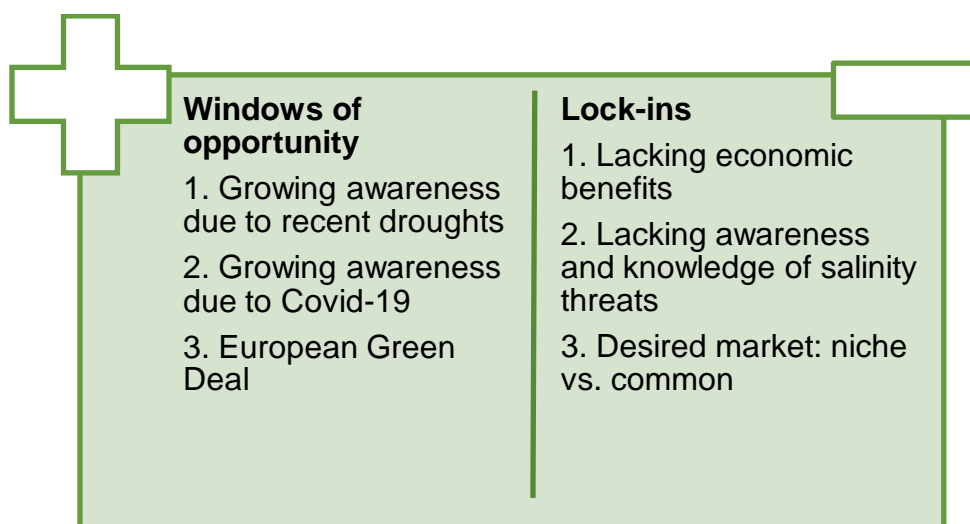 Windows of
opportunity
1. Growing awareness
due to recent droughts
2. Growing awareness
due to Covid-19
3. European Green
Deal
Lock-ins
1. Lacking economic
benefits
2. Lacking awareness
and knowledge of salinity
threats
3. Desired market: niche
vs. common